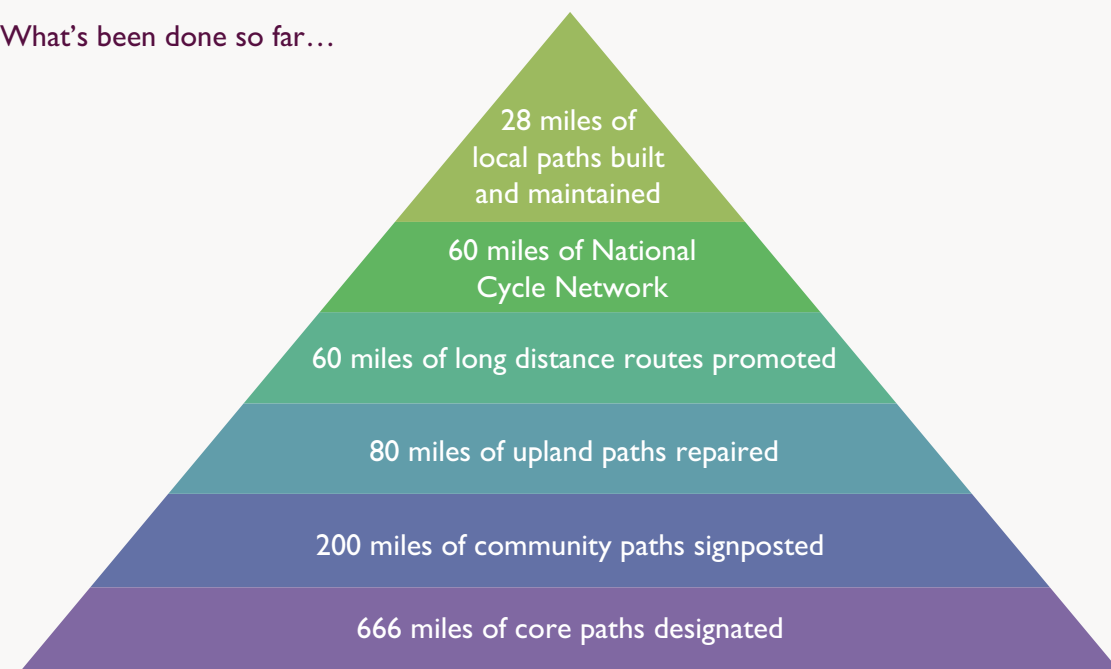 What’s been done so far…
28 miles of
local paths built
and maintained
60 miles of National
Cycle Network
60 miles of long distance routes promoted
80 miles of upland paths repaired
200 miles of community paths signposted
666 miles of core paths designated